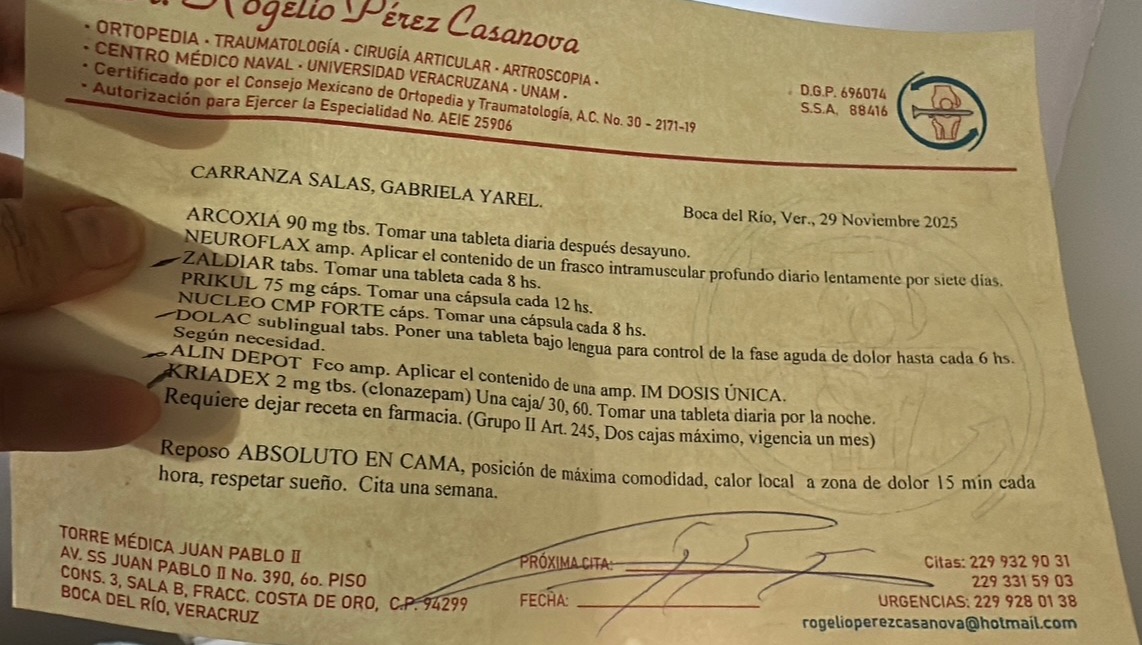 Rogelio Pérez Casanova
· ORTOPEDIA · TRAUMATOLOGÍA · CIRUGÍA ARTICULAR · ARTROSCOPIA ·
· CENTRO MÉDICO NAVAL · UNIVERSIDAD VERACRUZANA · UNAM ·
· Certificado por el Consejo Mexicano de Ortopedia y Traumatología, A.C. No. 30 - 2171-19
· Autorización para Ejercer la Especialidad No. AEIE 25906
D.G.P. 696074
S.S.A. 88416
CARRANZA SALAS, GABRIELA YAREL.
Boca del Río, Ver., 29 Noviembre 2025
ARCOXIA 90 mg tbs. Tomar una tableta diaria después desayuno.
NEUROFLAX amp. Aplicar el contenido de un frasco intramuscular profundo diario lentamente por siete días.
ZALDIAR tabs. Tomar una tableta cada 8 hs.
PRIKUL 75 mg cáps. Tomar una cápsula cada 12 hs.
NUCLEO CMP FORTE cáps. Tomar una cápsula cada 8 hs.
DOLAC sublingual tabs. Poner una tableta bajo lengua para control de la fase aguda de dolor hasta cada 6 hs.
Según necesidad.
ALIN DEPOT Fco amp. Aplicar el contenido de una amp. IM DOSIS ÚNICA.
KRIADEX 2 mg tbs. (clonazepam) Una caja/ 30, 60. Tomar una tableta diaria por la noche.
Requiere dejar receta en farmacia. (Grupo II Art. 245, Dos cajas máximo, vigencia un mes)
Reposo ABSOLUTO EN CAMA, posición de máxima comodidad, calor local a zona de dolor 15 min cada
hora, respetar sueño. Cita una semana.
TORRE MÉDICA JUAN PABLO II
AV. SS JUAN PABLO II No. 390, 6o. PISO
CONS. 3, SALA B, FRACC. COSTA DE ORO, C.P. 94299
BOCA DEL RÍO, VERACRUZ
PRÓXIMA CITA:
FECHA:
Citas: 229 932 90 31
229 331 59 03
URGENCIAS: 229 928 01 38
rogelioperezcasanova@hotmail.com